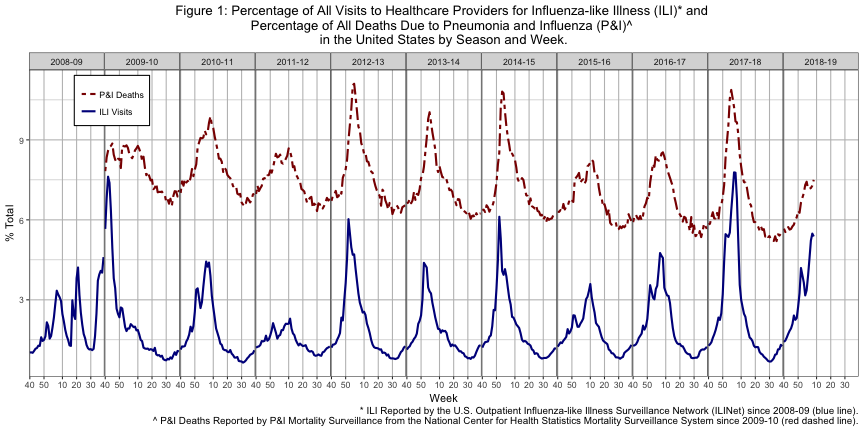 Figure 1: Percentage of All Visits to Healthcare Providers for Influenza-like Illness (ILI)* and
Percentage of All Deaths Due to Pneumonia and Influenza (P&I)^
in the United States by Season and Week.
2008-09 2009-10 2010-11 2011-12 2012-13 2013-14 2014-15 2015-16 2016-17 2017-18 2018-19
P&I Deaths
ILI Visits
% Total
9
6
3
40 50 10 20 30 40 50 10 20 30 40 50 10 20 30 40 50 10 20 30 40 50 10 20 30 40 50 10 20 30 40 50 10 20 30 40 50 10 20 30 40 50 10 20 30 40 50 10 20 30 40 50 10 20 30
Week
* ILI Reported by the U.S. Outpatient Influenza-like Illness Surveillance Network (ILINet) since 2008-09 (blue line).
^ P&I Deaths Reported by P&I Mortality Surveillance from the National Center for Health Statistics Mortality Surveillance System since 2009-10 (red dashed line).